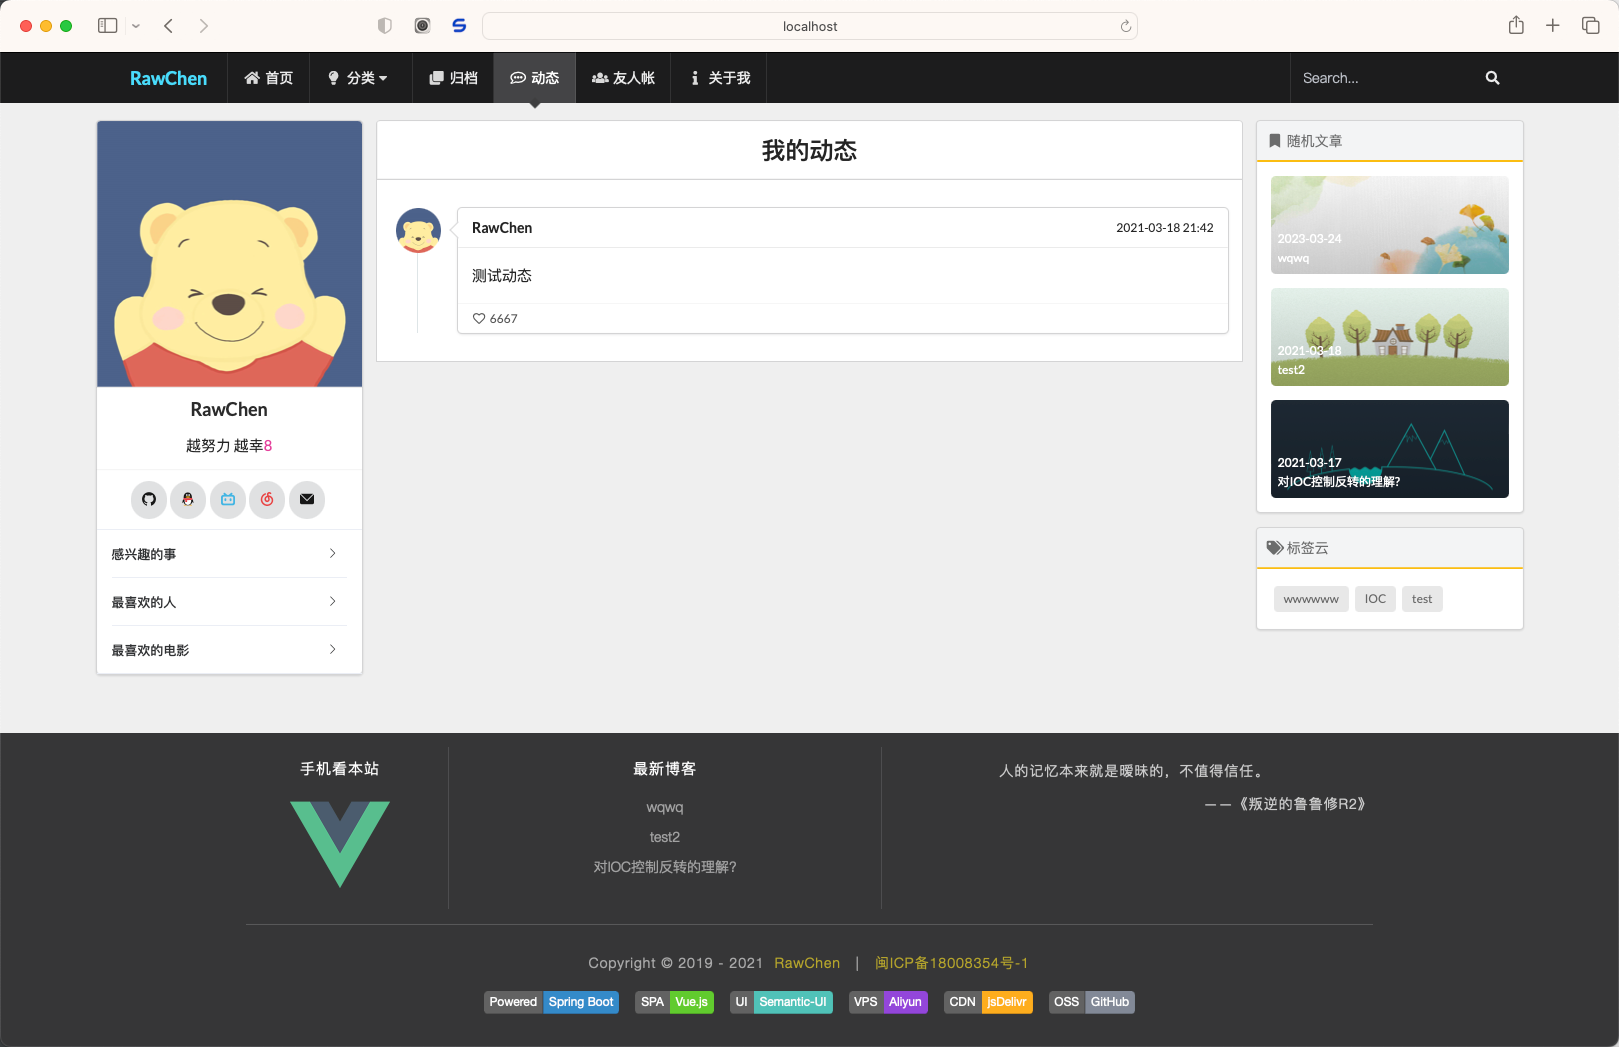 localhost
RawChen 首页 分类 归档 动态 友人帐 关于我 Search...
RawChen
越努力 越幸8
感兴趣的事
最喜欢的人
最喜欢的电影
我的动态
RawChen 2021-03-18 21:42
测试动态
6667
随机文章
2023-03-24
wqwq
2021-03-18
test2
2021-03-17
对IOC控制反转的理解?
标签云
wwwwww IOC test
手机看本站
最新博客
wqwq
test2
对IOC控制反转的理解?
人的记忆本来就是暧昧的，不值得信任。
——《叛逆的鲁鲁修R2》
Copyright © 2019 - 2021 RawChen | 闽ICP备18008354号-1
Powered Spring Boot SPA Vue.js UI Semantic-UI VPS Aliyun CDN jsDelivr OSS GitHub